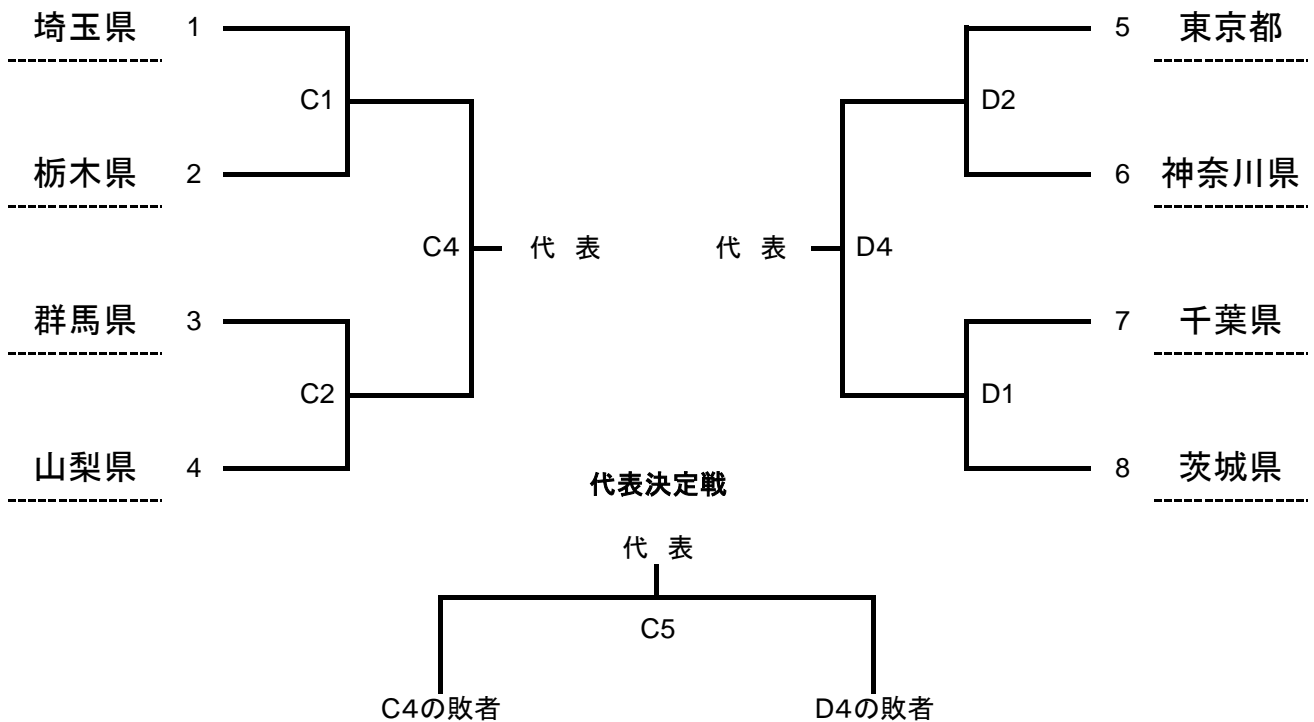 埼玉県 1
5 東京都
C1
D2
栃木県 2
6 神奈川県
C4 代 表
代 表 D4
群馬県 3
7 千葉県
C2
D1
山梨県 4
8 茨城県
代表決定戦
代 表
C5
C4の敗者
D4の敗者